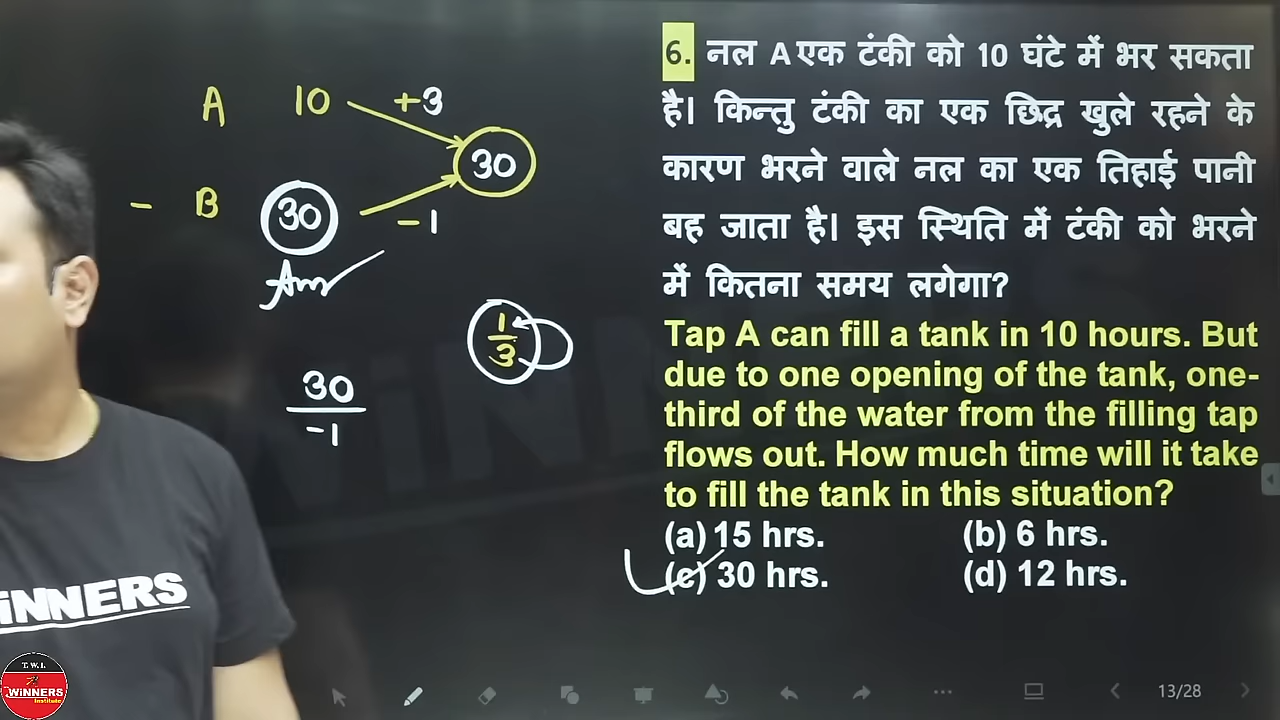 A 10 +3
30
- B 30 -1
Ans
1
3
30
-1
6. नल A एक टंकी को 10 घंटे में भर सकता
है। किन्तु टंकी का एक छिद्र खुले रहने के
कारण भरने वाले नल का एक तिहाई पानी
बह जाता है। इस स्थिति में टंकी को भरने
में कितना समय लगेगा?
Tap A can fill a tank in 10 hours. But
due to one opening of the tank, one-
third of the water from the filling tap
flows out. How much time will it take
to fill the tank in this situation?
(a) 15 hrs. (b) 6 hrs.
(c) 30 hrs. (d) 12 hrs.
WiNNERS
T.W.I.
WiNNERS
Institute
13/28